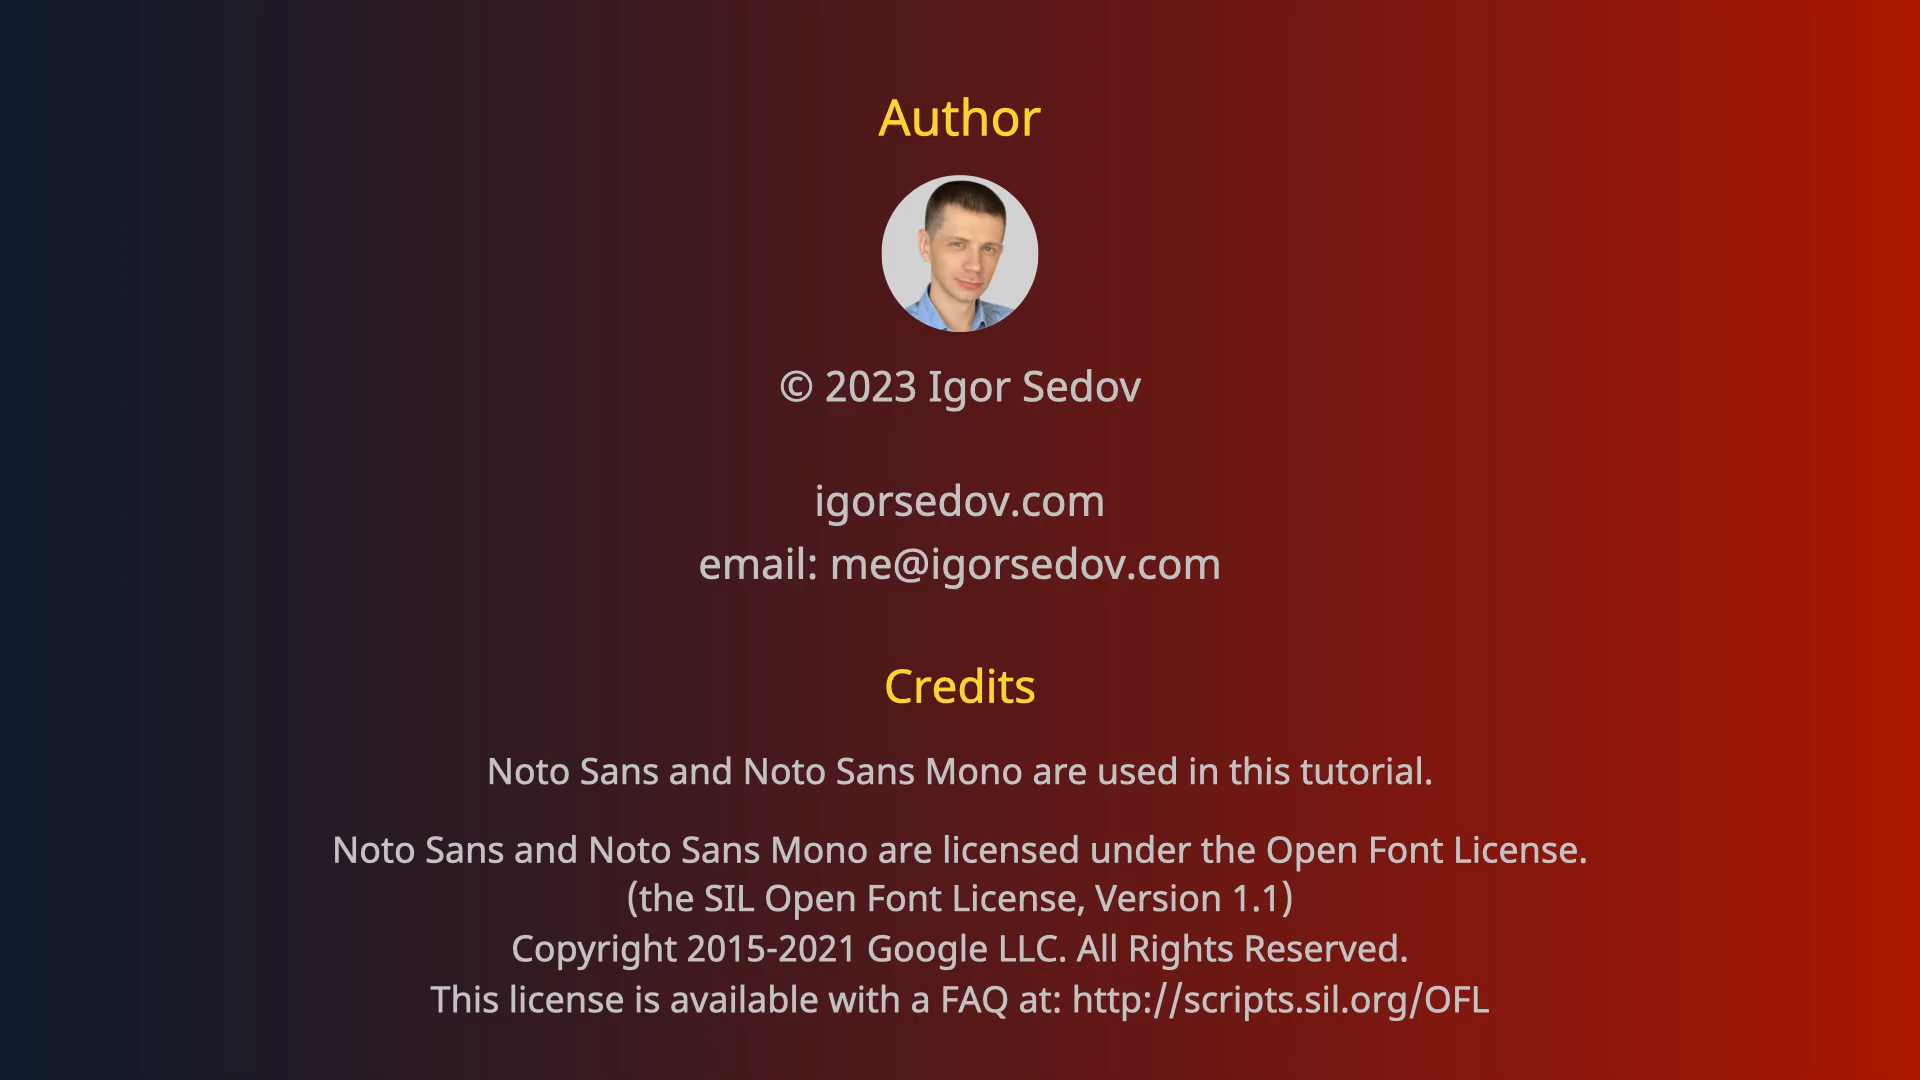 Author
© 2023 Igor Sedov
igorsedov.com
email: me@igorsedov.com
Credits
Noto Sans and Noto Sans Mono are used in this tutorial.
Noto Sans and Noto Sans Mono are licensed under the Open Font License.
(the SIL Open Font License, Version 1.1)
Copyright 2015-2021 Google LLC. All Rights Reserved.
This license is available with a FAQ at: http://scripts.sil.org/OFL